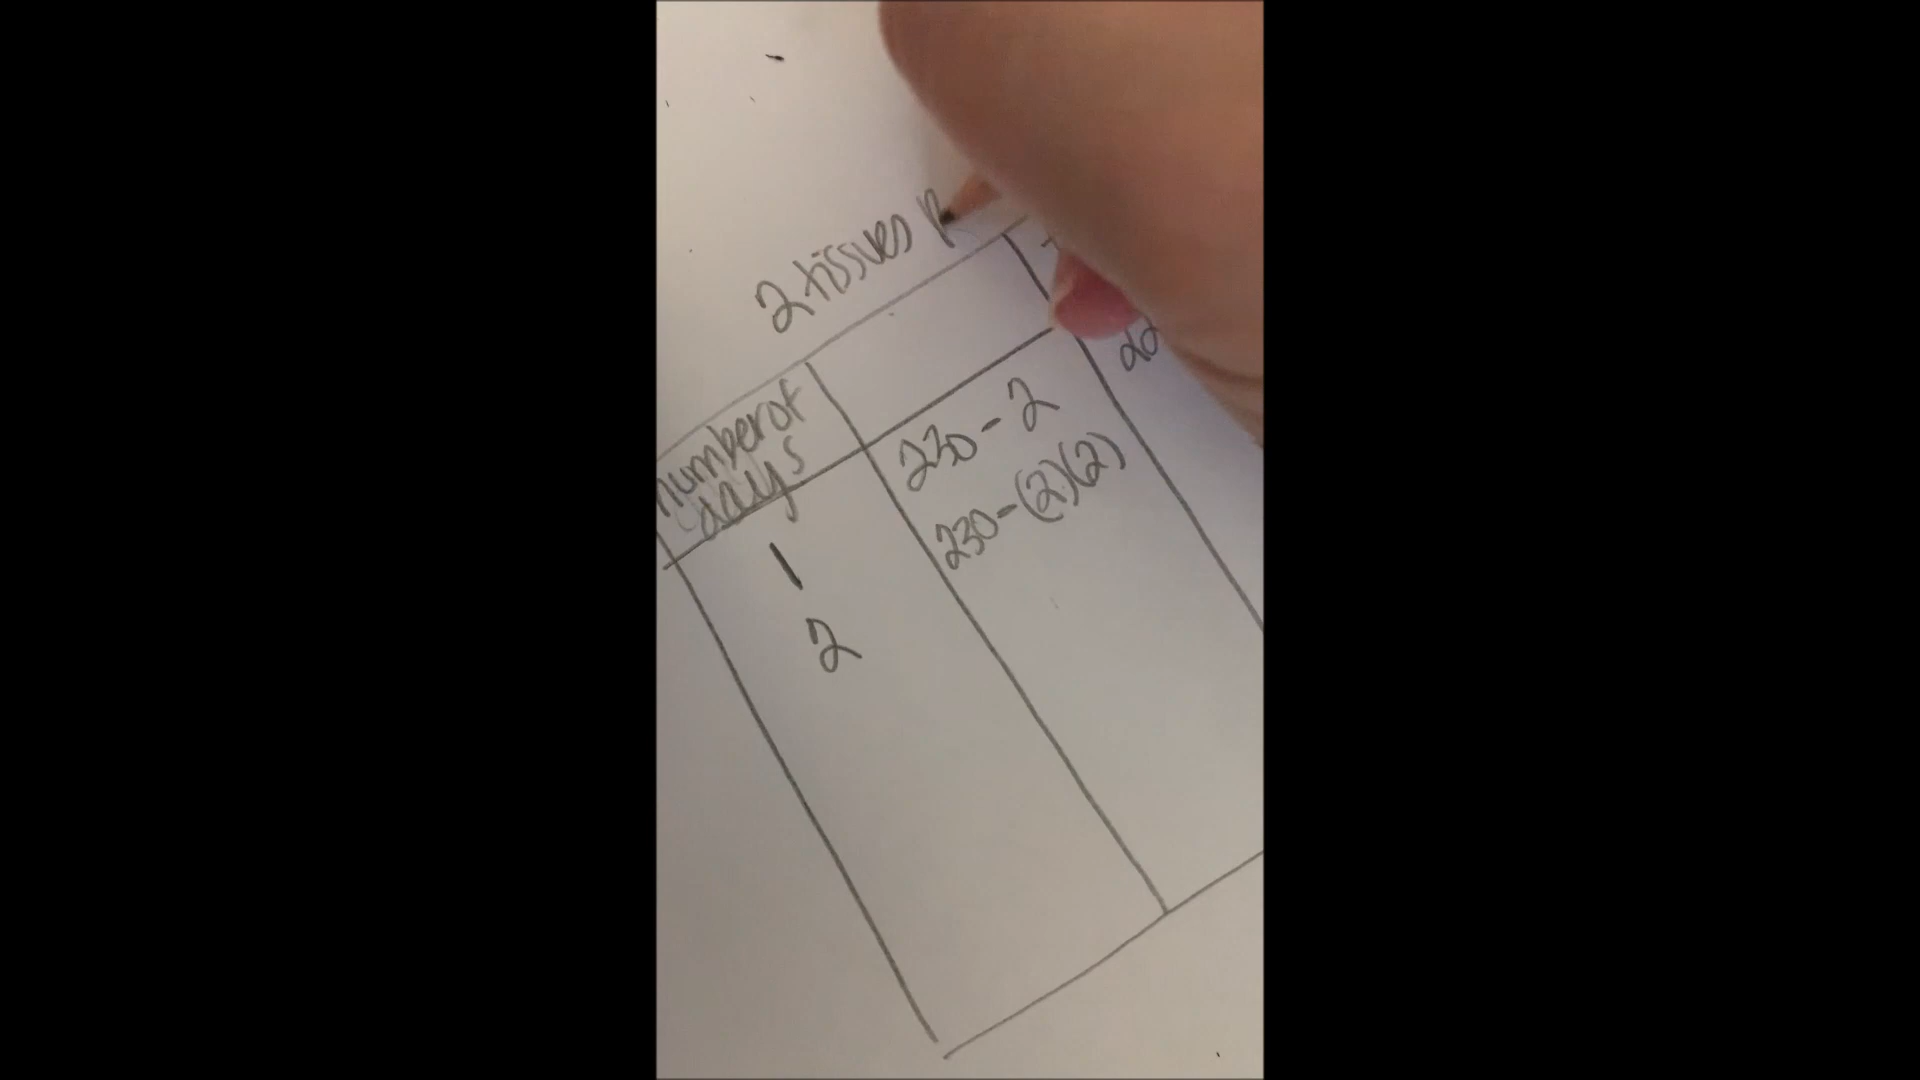 2 tissues p
number of
days
230 - 2
230 - (2)(2)
1
2